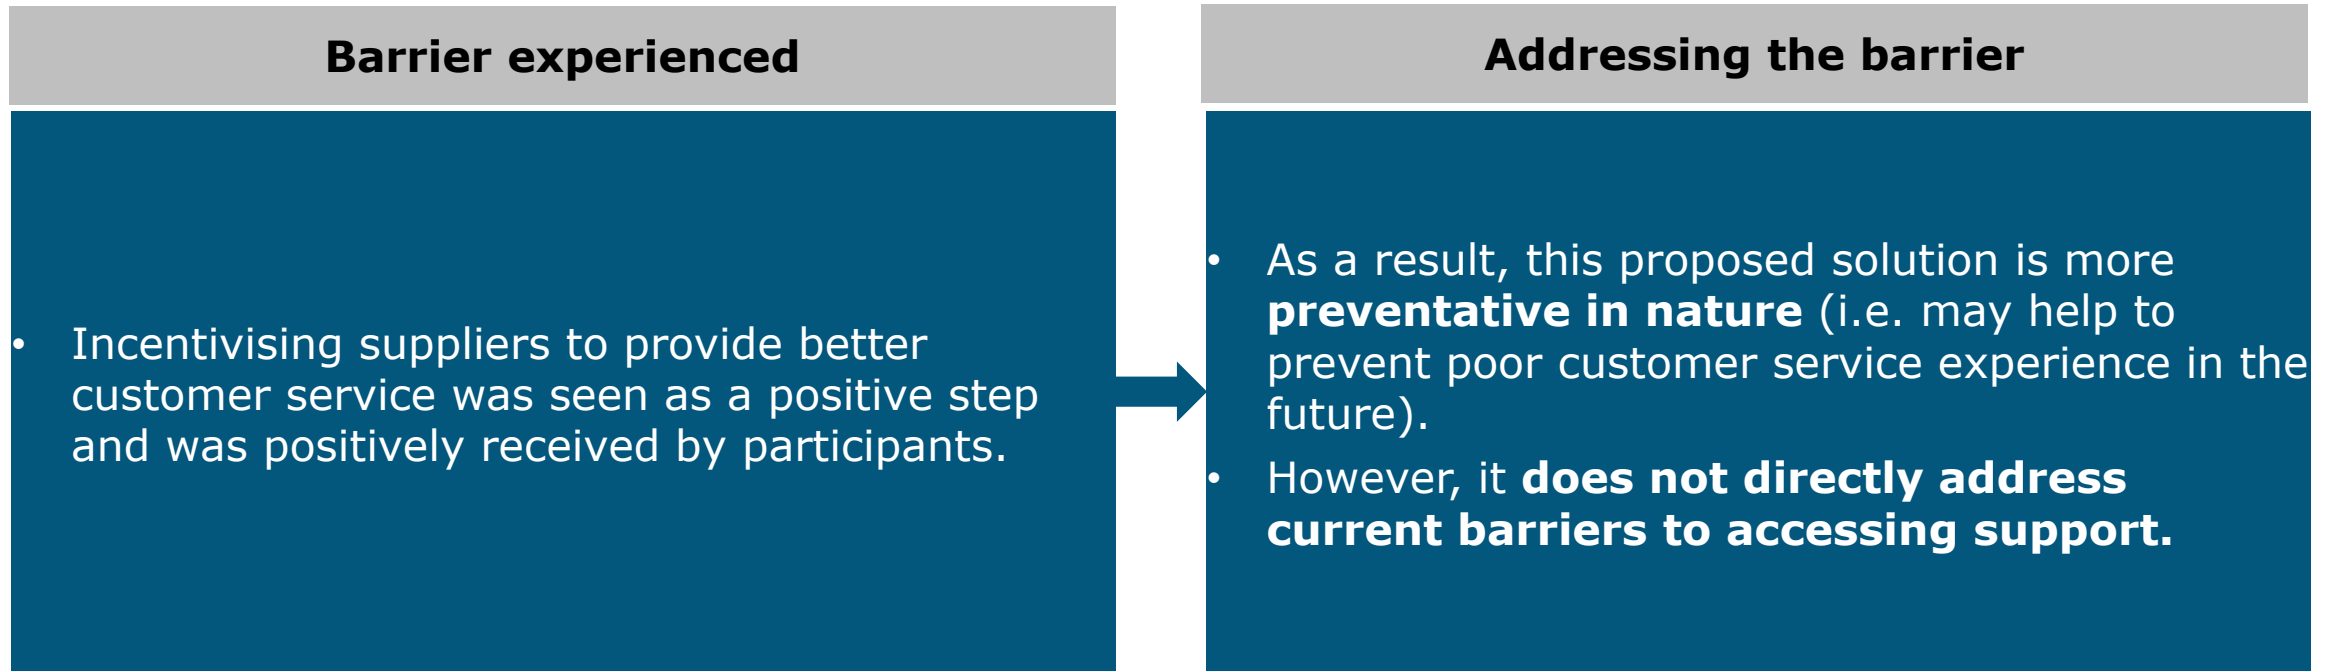 Barrier experienced
• Incentivising suppliers to provide better
customer service was seen as a positive step
and was positively received by participants.
Addressing the barrier
• As a result, this proposed solution is more
preventative in nature (i.e. may help to
prevent poor customer service experience in the
future).
• However, it does not directly address
current barriers to accessing support.